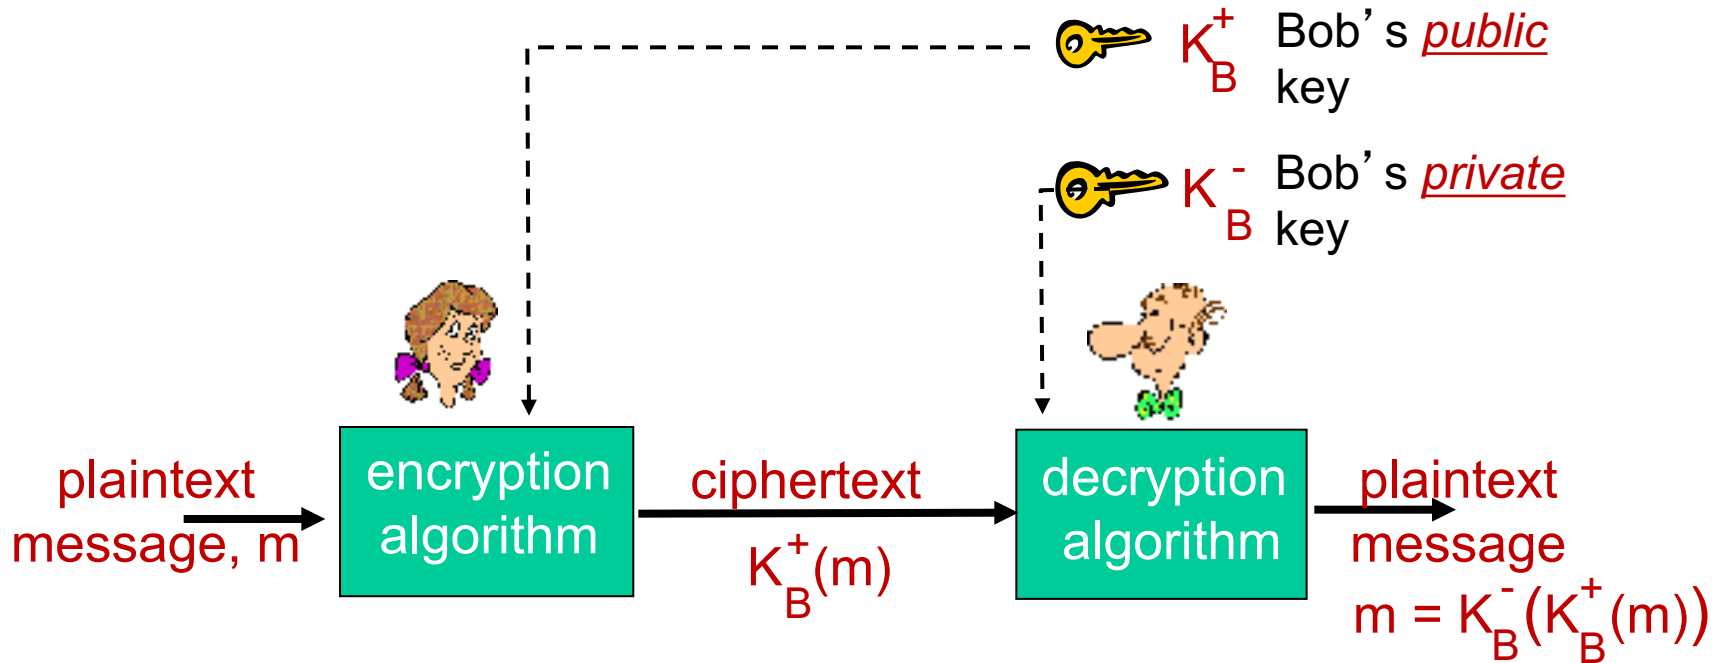 K_B^+ Bob's public
key
K_B^- Bob's private
key
plaintext
message, m
encryption
algorithm
ciphertext
K_B^+(m)
decryption
algorithm
plaintext
message
m = K_B^-(K_B^+(m))